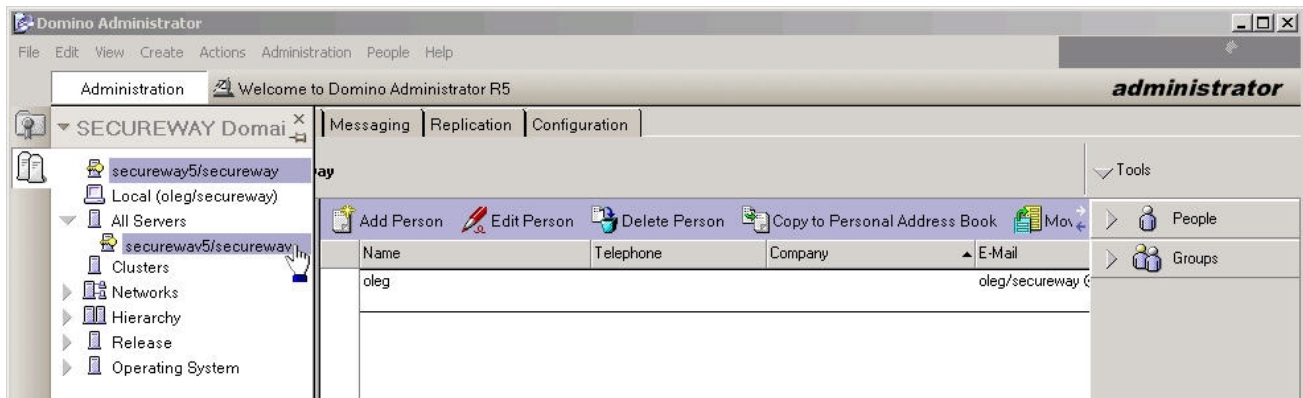 Domino Administrator
File Edit View Create Actions Administration People Help
Administration Welcome to Domino Administrator R5 administrator
SECUREWAY Domai Messaging Replication Configuration
secureway5/secureway ay Tools
Local (oleg/secureway)
All Servers Add Person Edit Person Delete Person Copy to Personal Address Book Mov People
secureway5/secureway Name Telephone Company E-Mail Groups
Clusters
oleg oleg/secureway
Networks
Hierarchy
Release
Operating System